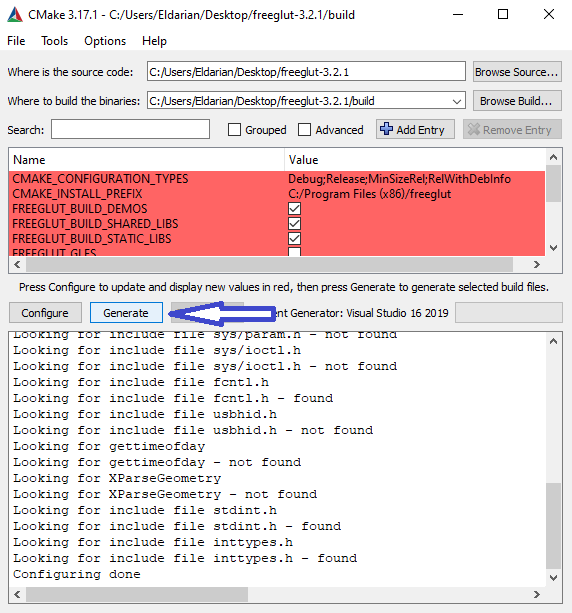 CMake 3.17.1 - C:/Users/Eldarian/Desktop/freeglut-3.2.1/build
File Tools Options Help
Where is the source code: C:/Users/Eldarian/Desktop/freeglut-3.2.1 Browse Source...
Where to build the binaries: C:/Users/Eldarian/Desktop/freeglut-3.2.1/build Browse Build...
Search: Grouped Advanced Add Entry Remove Entry
Name Value
CMAKE_CONFIGURATION_TYPES Debug;Release;MinSizeRel;RelWithDebInfo
CMAKE_INSTALL_PREFIX C:/Program Files (x86)/freeglut
FREEGLUT_BUILD_DEMOS
FREEGLUT_BUILD_SHARED_LIBS
FREEGLUT_BUILD_STATIC_LIBS
FREEGLUT_GLES
Press Configure to update and display new values in red, then press Generate to generate selected build files.
Configure Generate Generator: Visual Studio 16 2019
Looking for include file sys/param.h - not found
Looking for include file sys/ioctl.h
Looking for include file sys/ioctl.h - not found
Looking for include file fcntl.h
Looking for include file fcntl.h - found
Looking for include file usbhid.h
Looking for include file usbhid.h - not found
Looking for gettimeofday
Looking for gettimeofday - not found
Looking for XParseGeometry
Looking for XParseGeometry - not found
Looking for include file stdint.h
Looking for include file stdint.h - found
Looking for include file inttypes.h
Looking for include file inttypes.h - found
Configuring done